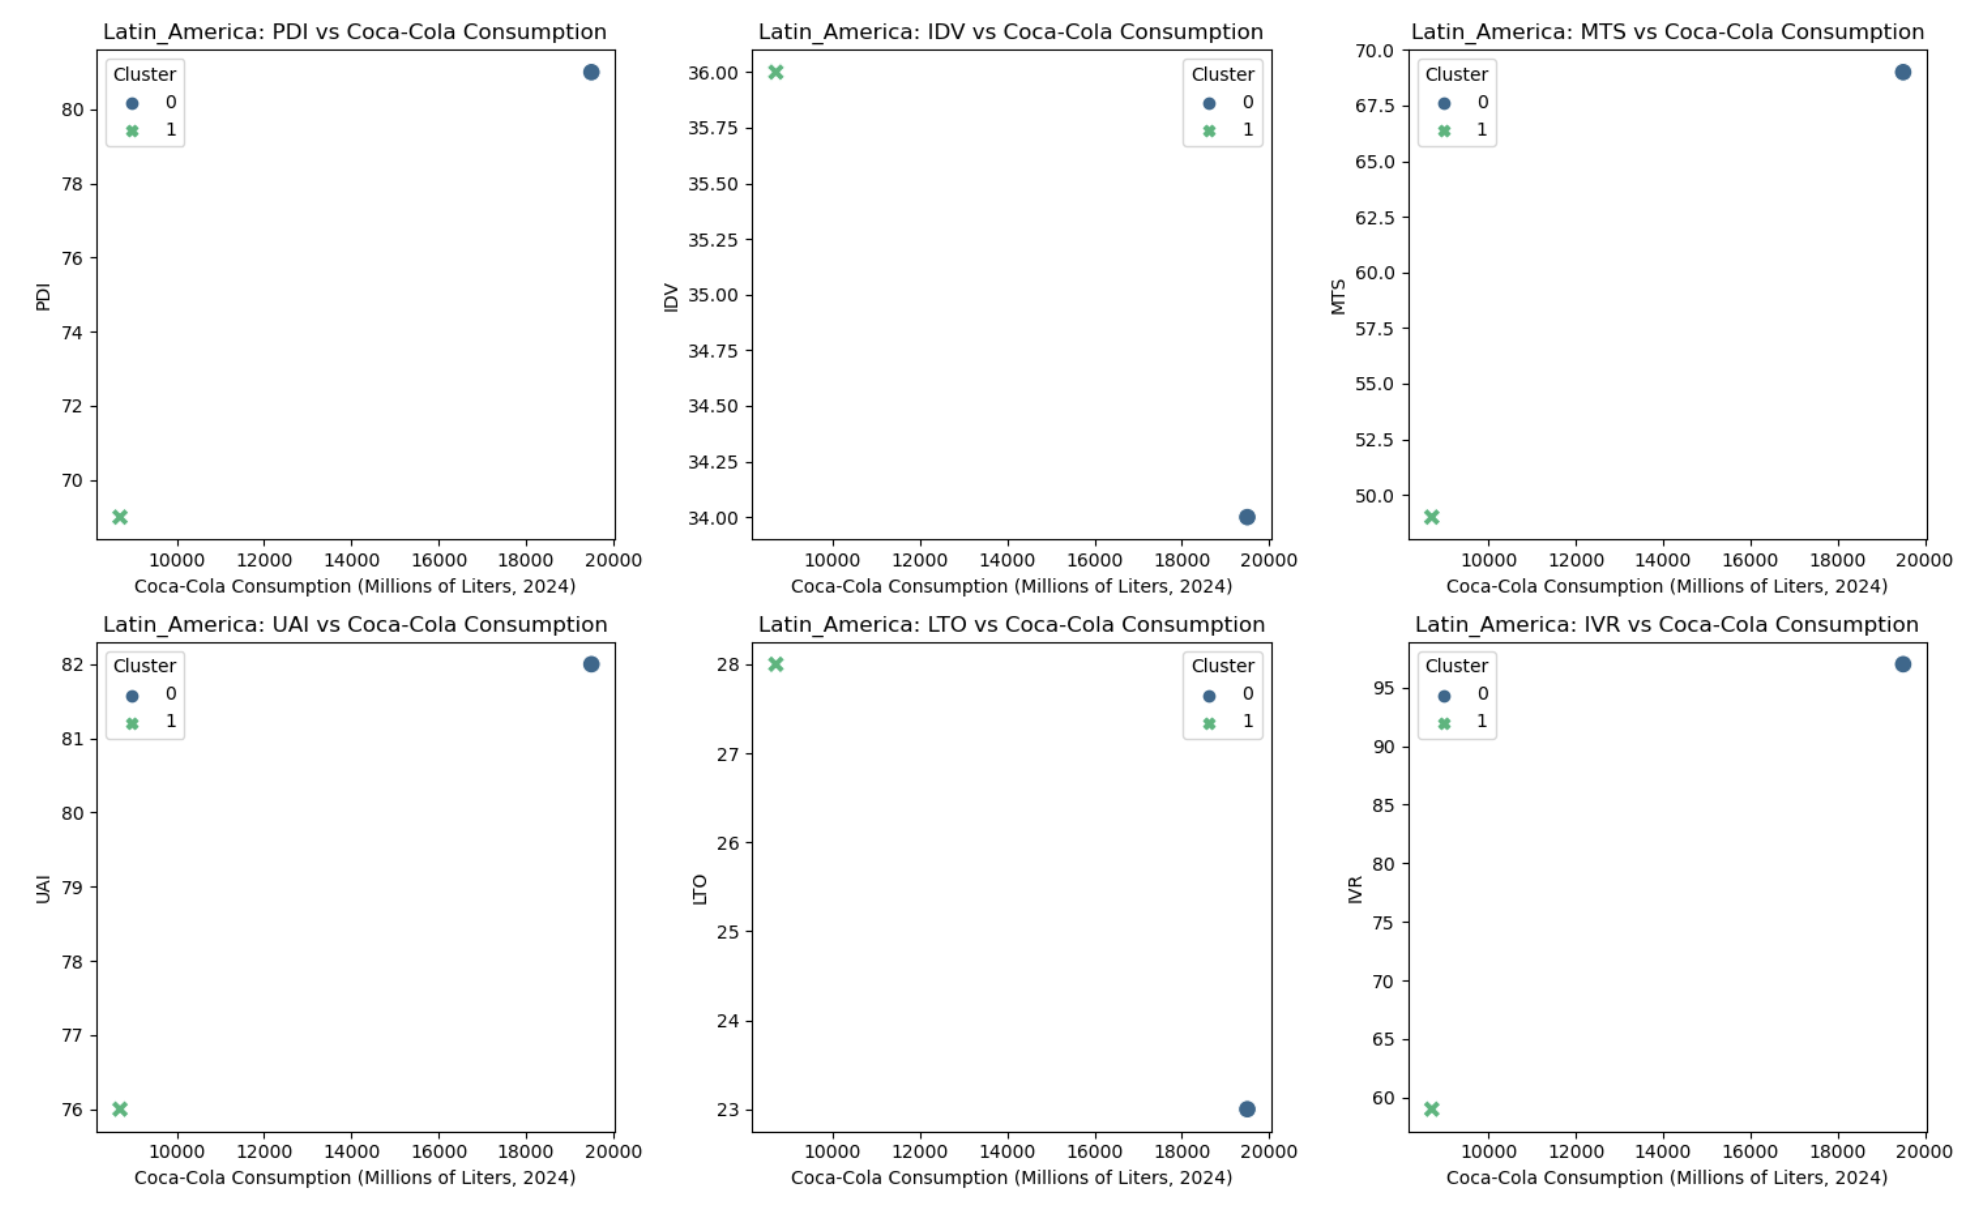 Latin_America: PDI vs Coca-Cola Consumption
Cluster
0
1
80
78
76
74
72
70
PDI
10000 12000 14000 16000 18000 20000
Coca-Cola Consumption (Millions of Liters, 2024)
Latin_America: IDV vs Coca-Cola Consumption
Cluster
0
1
36.00
35.75
35.50
35.25
35.00
34.75
34.50
34.25
34.00
IDV
10000 12000 14000 16000 18000 20000
Coca-Cola Consumption (Millions of Liters, 2024)
Latin_America: MTS vs Coca-Cola Consumption
Cluster
0
1
70.0
67.5
65.0
62.5
60.0
57.5
55.0
52.5
50.0
MTS
10000 12000 14000 16000 18000 20000
Coca-Cola Consumption (Millions of Liters, 2024)
Latin_America: UAI vs Coca-Cola Consumption
Cluster
0
1
82
81
80
79
78
77
76
UAI
10000 12000 14000 16000 18000 20000
Coca-Cola Consumption (Millions of Liters, 2024)
Latin_America: LTO vs Coca-Cola Consumption
Cluster
0
1
28
27
26
25
24
23
LTO
10000 12000 14000 16000 18000 20000
Coca-Cola Consumption (Millions of Liters, 2024)
Latin_America: IVR vs Coca-Cola Consumption
Cluster
0
1
95
90
85
80
75
70
65
60
IVR
10000 12000 14000 16000 18000 20000
Coca-Cola Consumption (Millions of Liters, 2024)